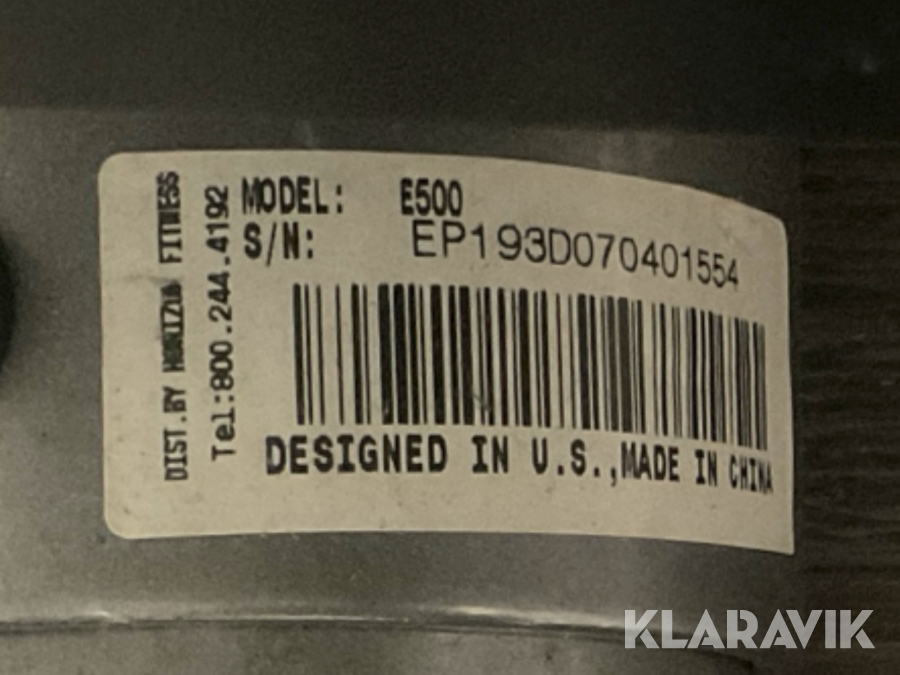 DIST.BY HORIZON FITNESS
Tel:800.244.4192
MODEL: E500
S/N: EP193D070401554
DESIGNED IN U.S.,MADE IN CHINA
KLARAVIK